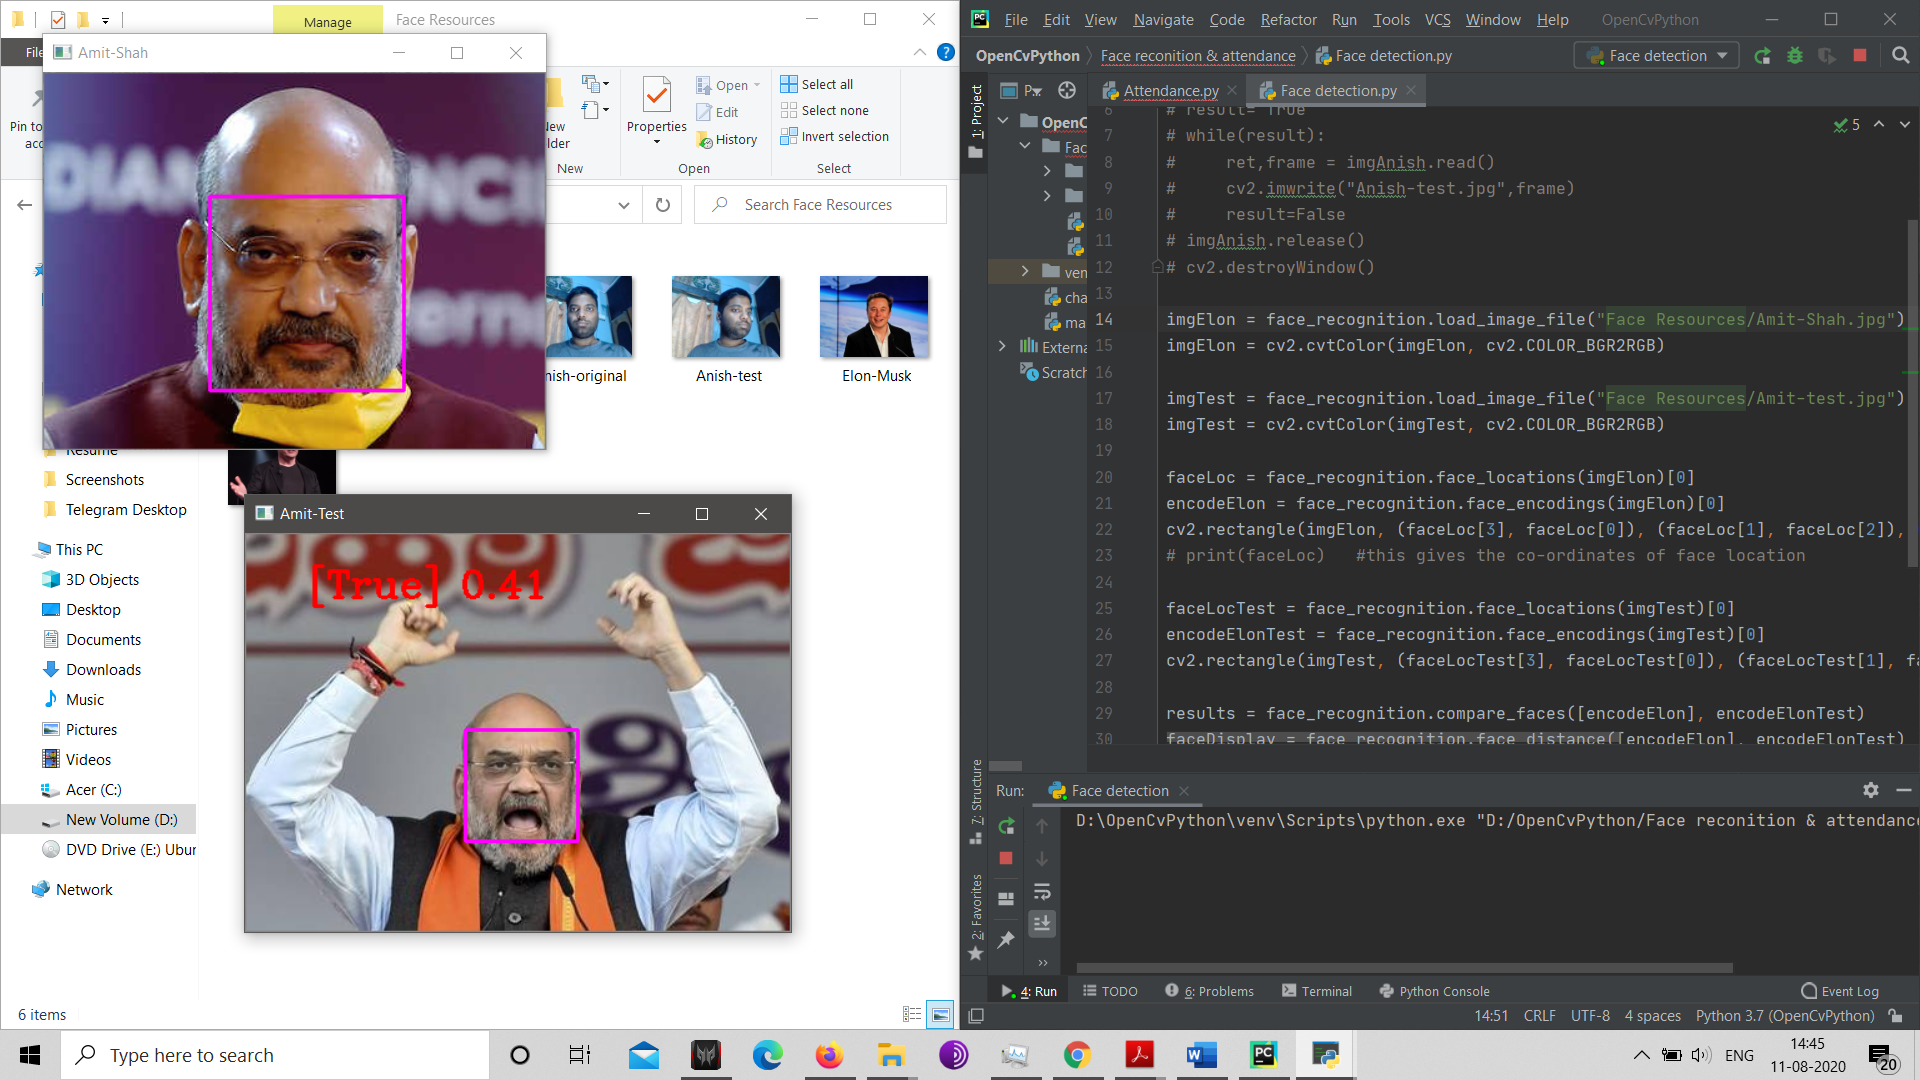 Manage
Face Resources
File
Amit-Shah
Pin to
New
Properties
Open
Edit
History
Select all
Select none
Invert selection
New
Open
Select
Search Face Resources
DIAN
NCIL
Anish-test
Elon-Musk
Resume
Screenshots
Telegram Desktop
This PC
3D Objects
Desktop
Documents
Downloads
Music
Pictures
Videos
Acer (C:)
New Volume (D:)
DVD Drive (E:) Ubun
Network
6 items
Amit-Test
[True] 0.41
PC
File Edit View Navigate Code Refactor Run Tools VCS Window Help OpenCvPython
OpenCvPython
Face reconition & attendance
Face detection.py
Face detection
1: Project
Attendance.py
Face detection.py
5
OpenC
Fac
ven
cha
ma
Externa
Scratch
6 # result= True
7 # while(result):
8 # ret,frame = imgAnish.read()
9 # cv2.imwrite("Anish-test.jpg",frame)
10 # result=False
11 # imgAnish.release()
12 # cv2.destroyWindow()
13
14 imgElon = face_recognition.load_image_file("Face Resources/Amit-Shah.jpg")
15 imgElon = cv2.cvtColor(imgElon, cv2.COLOR_BGR2RGB)
16
17 imgTest = face_recognition.load_image_file("Face Resources/Amit-test.jpg")
18 imgTest = cv2.cvtColor(imgTest, cv2.COLOR_BGR2RGB)
19
20 faceLoc = face_recognition.face_locations(imgElon)[0]
21 encodeElon = face_recognition.face_encodings(imgElon)[0]
22 cv2.rectangle(imgElon, (faceLoc[3], faceLoc[0]), (faceLoc[1], faceLoc[2]),
23 # print(faceLoc) #this gives the co-ordinates of face location
24
25 faceLocTest = face_recognition.face_locations(imgTest)[0]
26 encodeElonTest = face_recognition.face_encodings(imgTest)[0]
27 cv2.rectangle(imgTest, (faceLocTest[3], faceLocTest[0]), (faceLocTest[1], fa
28
29 results = face_recognition.compare_faces([encodeElon], encodeElonTest)
30 faceDisplay = face_recognition.face_distance([encodeElon], encodeElonTest)
7: Structure
2: Favorites
Run:
Face detection
D:\OpenCvPython\venv\Scripts\python.exe "D:/OpenCvPython/Face reconition & attendance
4: Run
TODO
6: Problems
Terminal
Python Console
Event Log
14:51 CRLF UTF-8 4 spaces Python 3.7 (OpenCvPython)
Type here to search
W
PC
ENG
14:45
11-08-2020
20